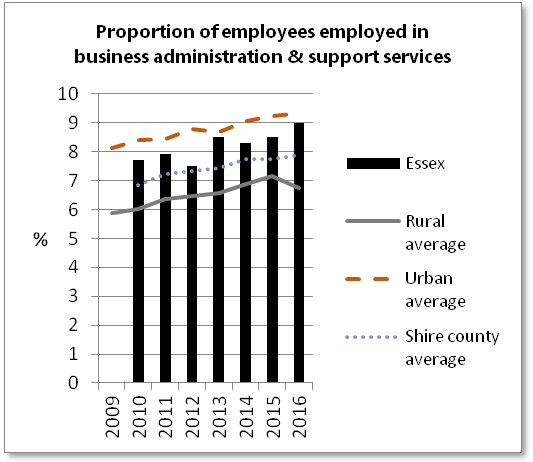 Proportion of employees employed in
business administration & support services
10
9
8
7
6
5
4
3
2
1
0
%
2009
2010
2011
2012
2013
2014
2015
2016
Essex
Rural
average
Urban
average
Shire county
average